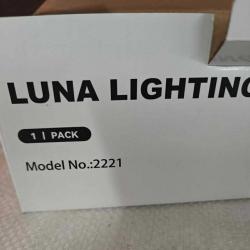 LUNA LIGHTING
1 | PACK
Model No.:2221